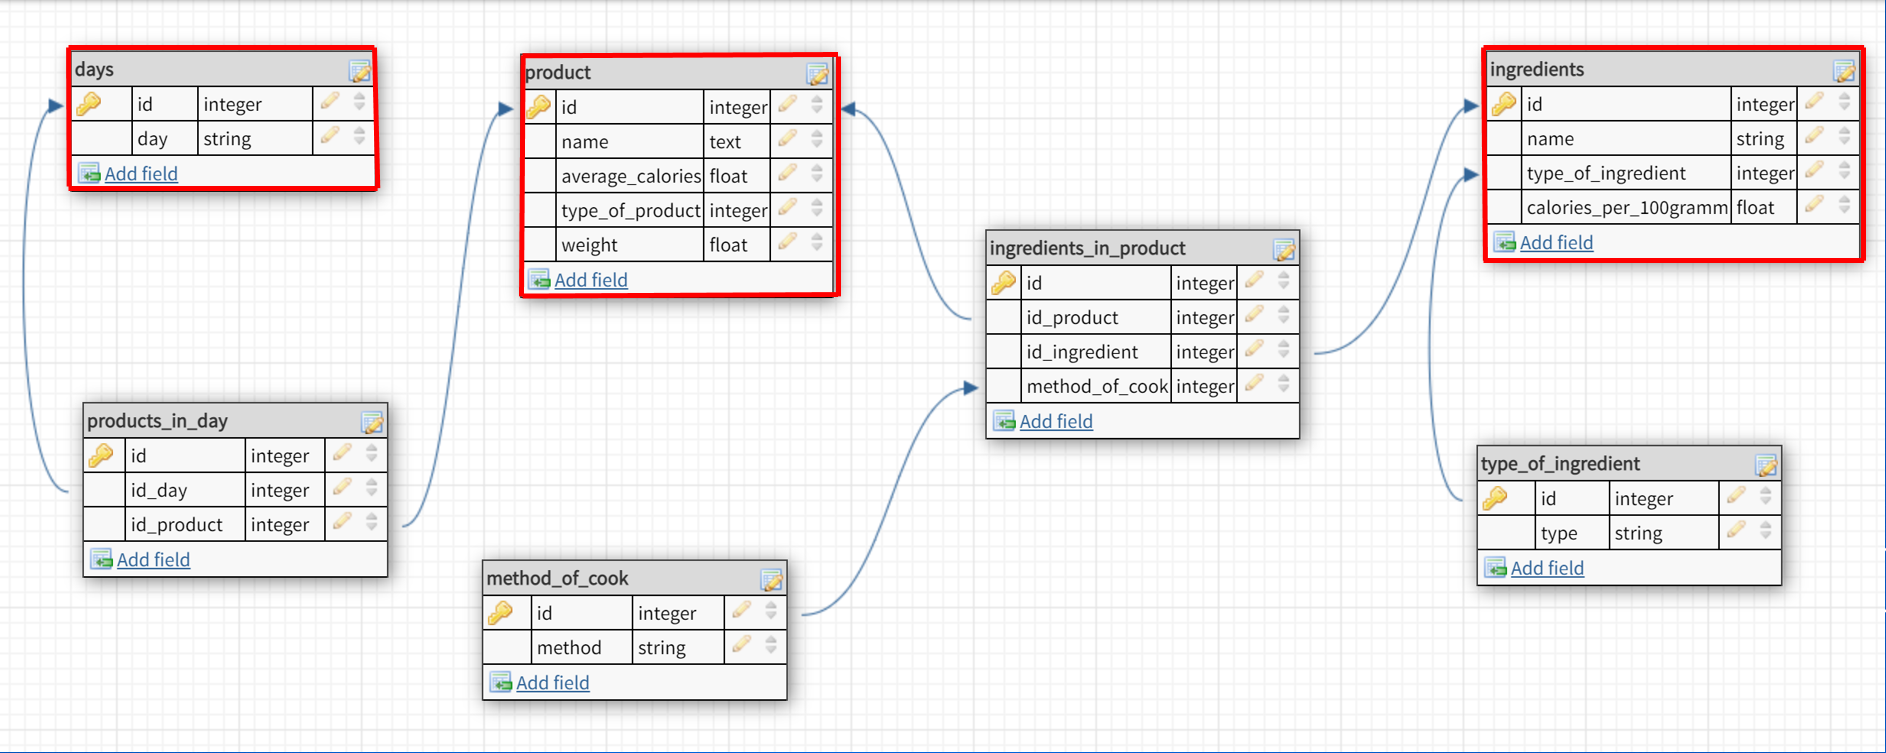 days
id integer
day string
Add field
product
id integer
name text
average_calories float
type_of_product integer
weight float
Add field
ingredients
id integer
name string
type_of_ingredient integer
calories_per_100gramm float
Add field
ingredients_in_product
id integer
id_product integer
id_ingredient integer
method_of_cook integer
Add field
products_in_day
id integer
id_day integer
id_product integer
Add field
type_of_ingredient
id integer
type string
Add field
method_of_cook
id integer
method string
Add field